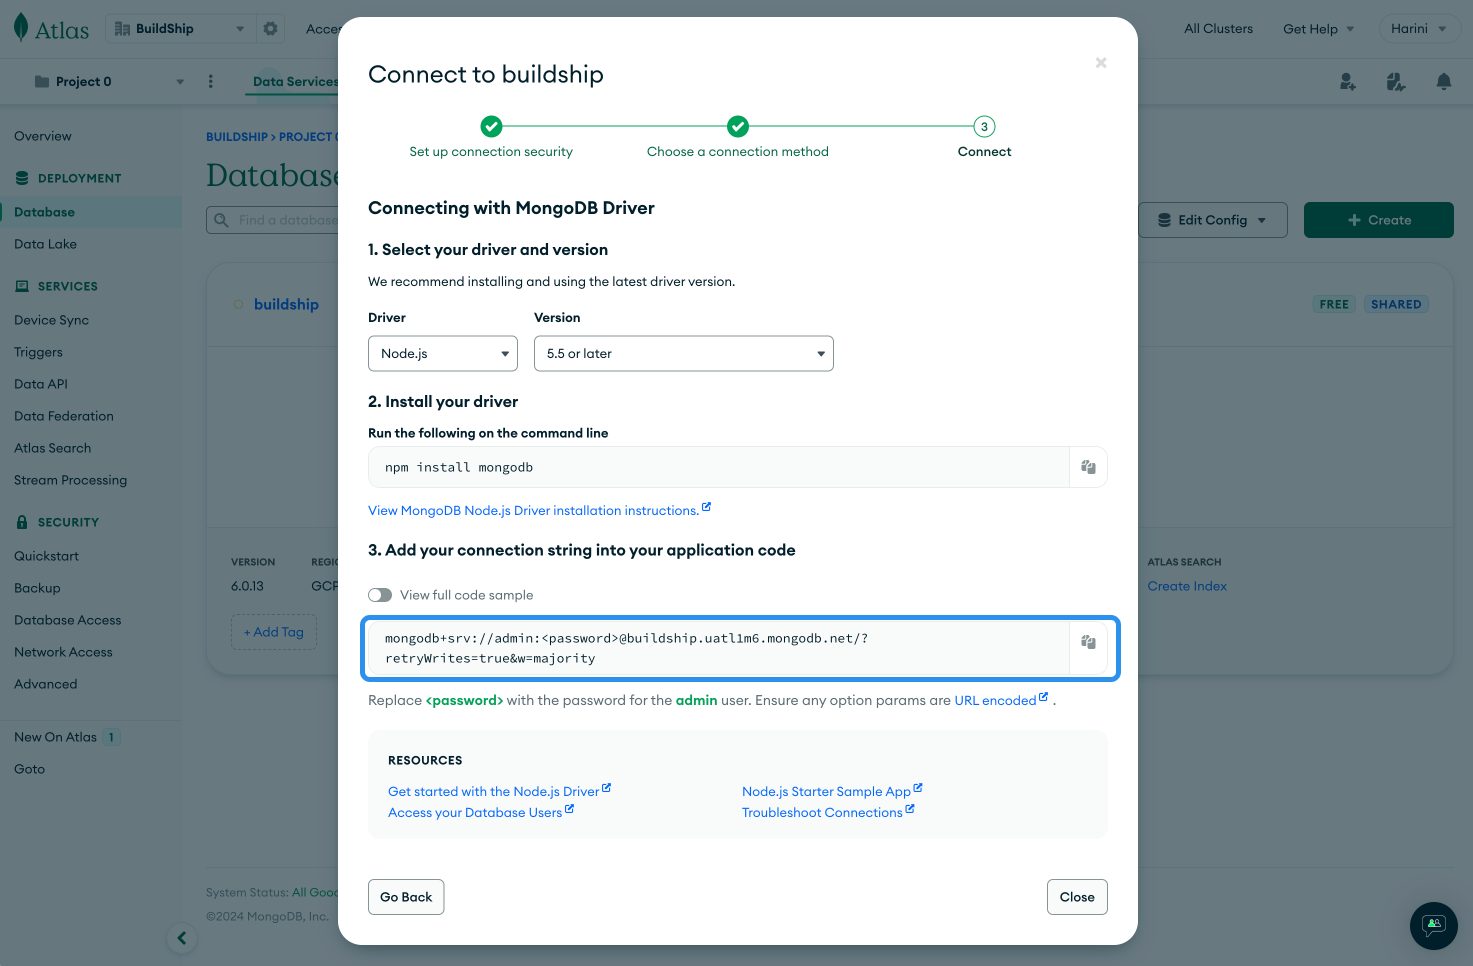 Atlas
BuildShip
All Clusters
Get Help
Harini
Project 0
Data Services
Overview
DEPLOYMENT
Database
Data Lake
SERVICES
Device Sync
Triggers
Data API
Data Federation
Atlas Search
Stream Processing
SECURITY
Quickstart
Backup
Database Access
Network Access
Advanced
New On Atlas 1
Goto
BUILDSHIP > PROJECT
Database
Find a database
Edit Config
+ Create
buildship
FREE
SHARED
VERSION
6.0.13
+ Add Tag
ATLAS SEARCH
Create Index
System Status: All Good
©2024 MongoDB, Inc.
Connect to buildship
×
3
Set up connection security
Choose a connection method
Connect
Connecting with MongoDB Driver
1. Select your driver and version
We recommend installing and using the latest driver version.
Driver
Version
Node.js
5.5 or later
2. Install your driver
Run the following on the command line
npm install mongodb
View MongoDB Node.js Driver installation instructions.
3. Add your connection string into your application code
View full code sample
mongodb+srv://admin:<password>@buildship.uatl1m6.mongodb.net/?
retryWrites=true&w=majority
Replace <password> with the password for the admin user. Ensure any option params are URL encoded .
RESOURCES
Get started with the Node.js Driver
Node.js Starter Sample App
Access your Database Users
Troubleshoot Connections
Go Back
Close